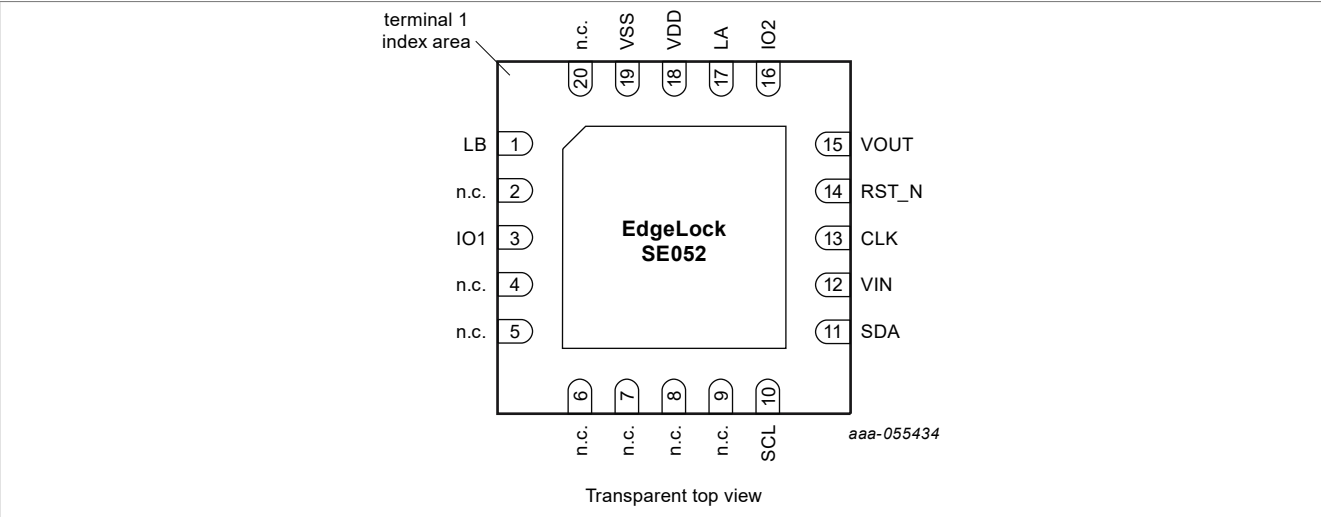 terminal 1
index area
n.c.
VSS
VDD
LA
IO2
20
19
18
17
16
LB 1
n.c. 2
IO1 3
n.c. 4
n.c. 5
EdgeLock
SE052
15 VOUT
14 RST_N
13 CLK
12 VIN
11 SDA
6
7
8
9
10
n.c.
n.c.
n.c.
n.c.
SCL
aaa-055434
Transparent top view